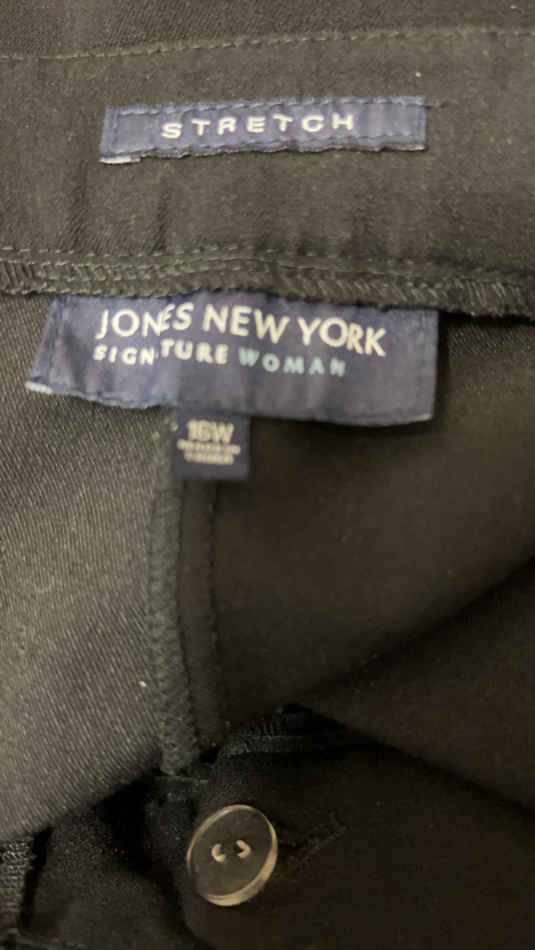 STRETCH
JONES NEW YORK
SIGNATURE WOMAN
16W